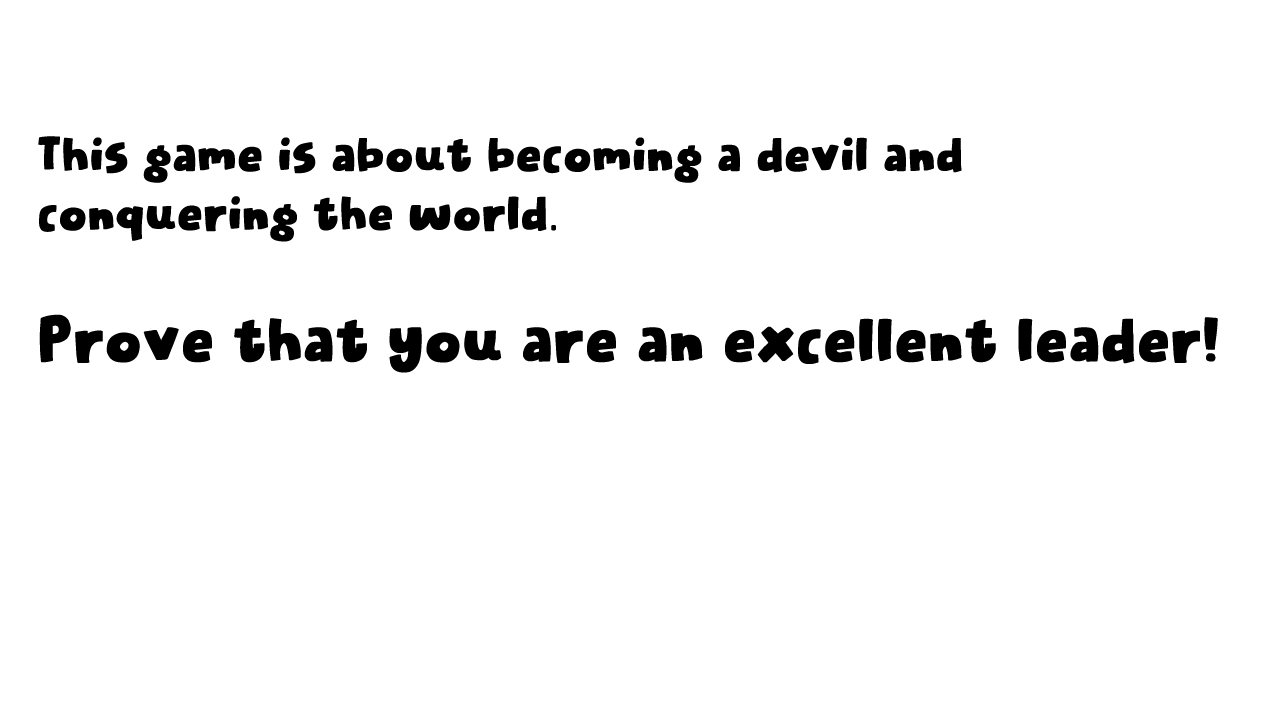 This game is about becoming a devil and
conquering the world.
Prove that you are an excellent leader!